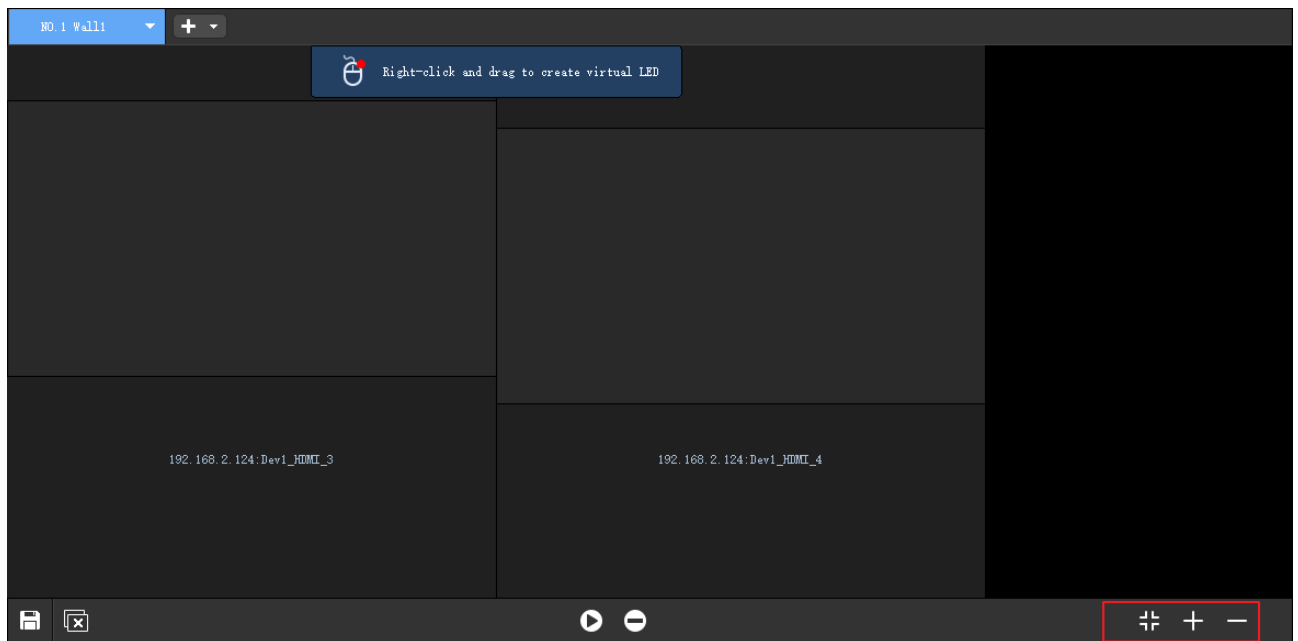 NO.1 Wall1
Right-click and drag to create virtual LED
192.168.2.124:Dev1_HDMI_3
192.168.2.124:Dev1_HDMI_4